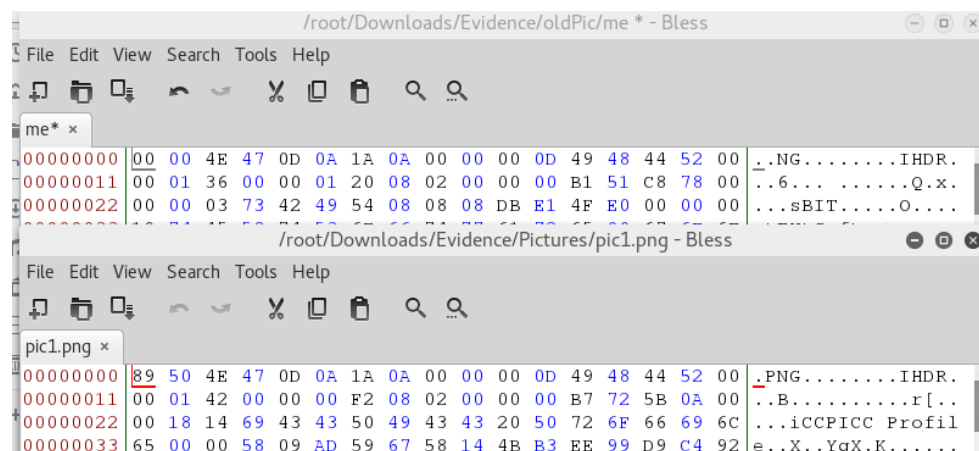 /root/Downloads/Evidence/oldPic/me * - Bless
File Edit View Search Tools Help
me* ×
00000000 00 00 4E 47 0D 0A 1A 0A 00 00 00 0D 49 48 44 52 00 ..NG........IHDR.
00000011 00 01 36 00 00 01 20 08 02 00 00 00 B1 51 C8 78 00 ..6... ......Q.x.
00000022 00 00 03 73 42 49 54 08 08 08 DB E1 4F E0 00 00 00 ...sBIT.....O....
/root/Downloads/Evidence/Pictures/pic1.png - Bless
File Edit View Search Tools Help
pic1.png ×
00000000 89 50 4E 47 0D 0A 1A 0A 00 00 00 0D 49 48 44 52 00 .PNG........IHDR.
00000011 00 01 42 00 00 00 F2 08 02 00 00 00 B7 72 5B 0A 00 ..B..........r[..
00000022 00 18 14 69 43 43 50 49 43 43 20 50 72 6F 66 69 6C ...iCCPICC Profil
00000033 65 00 00 58 09 AD 59 67 58 14 4B B3 EE 99 D9 C4 92 e..X..YgX.K......